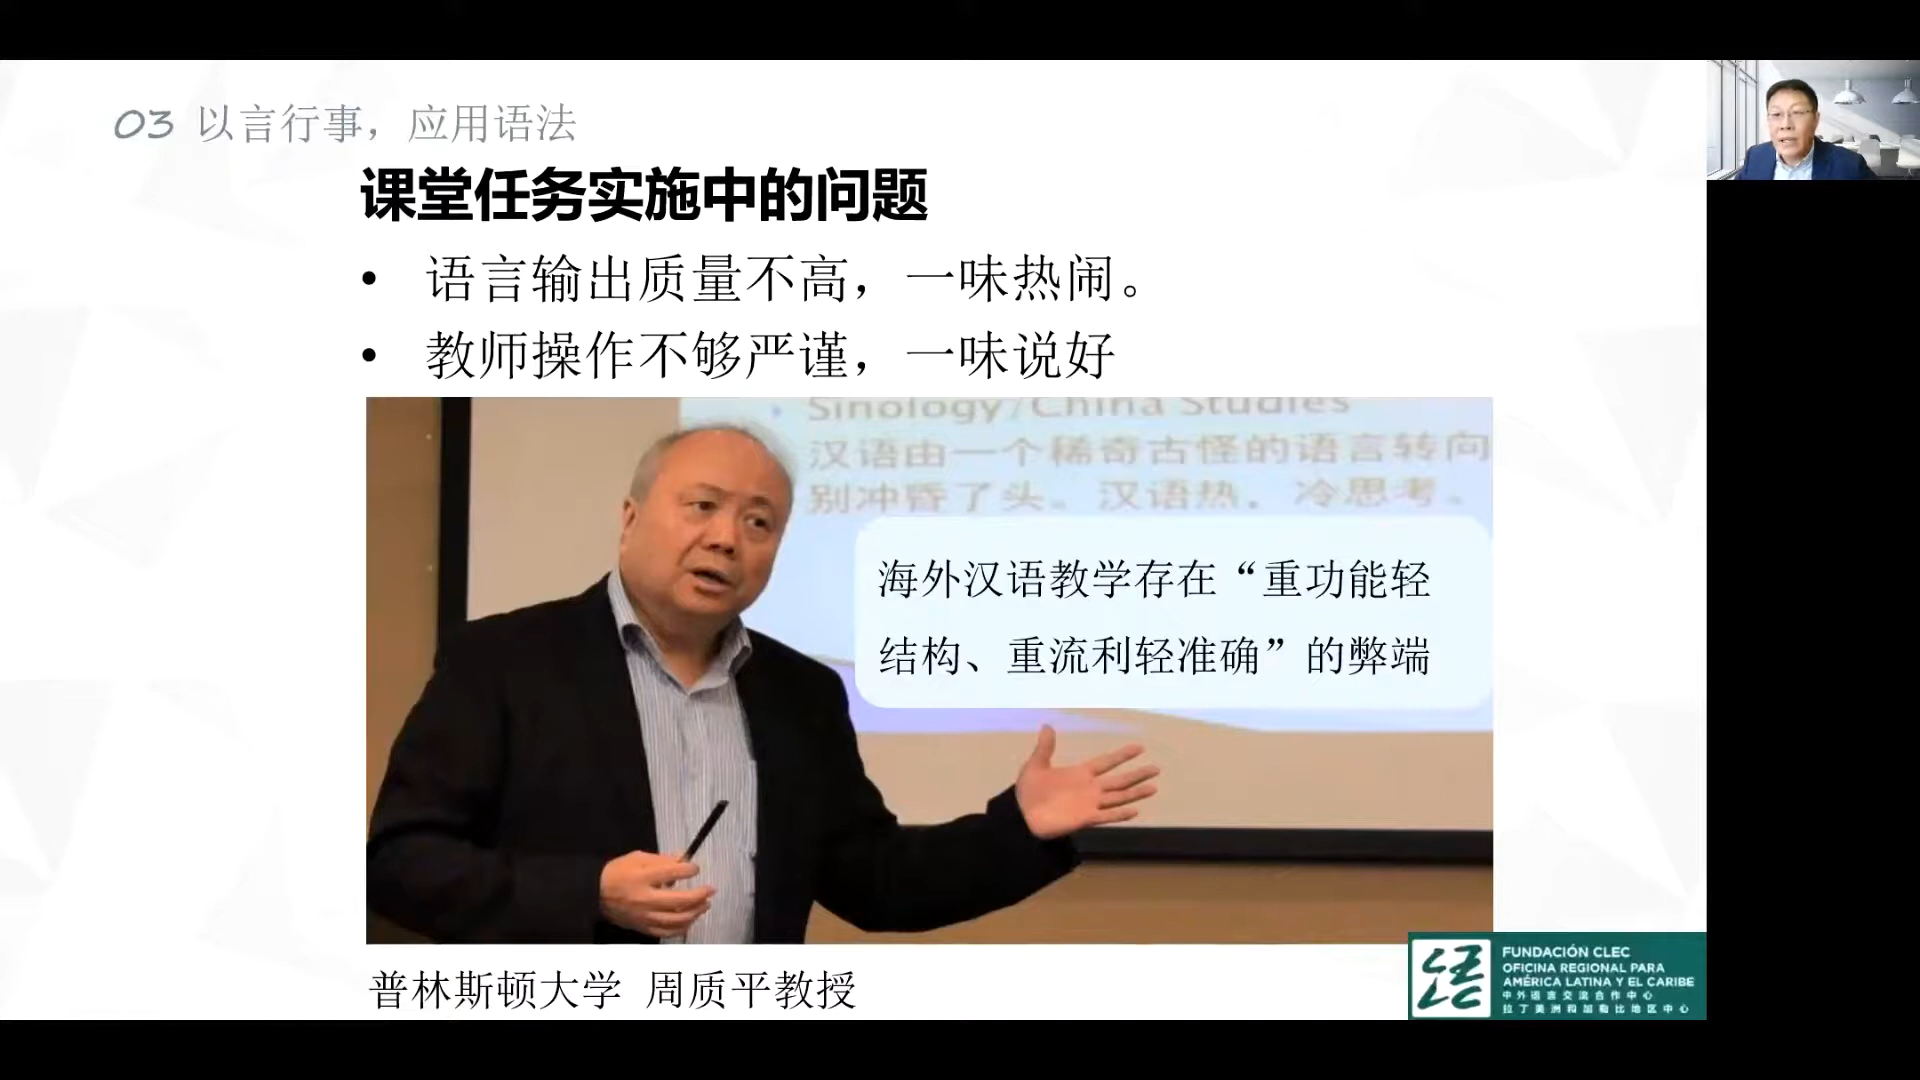 03 以言行事，应用语法
课堂任务实施中的问题
• 语言输出质量不高，一味热闹。
• 教师操作不够严谨，一味说好
Sinology/China Studies
汉语由一个稀奇古怪的语言转向
别冲昏了头。汉语热，冷思考。
海外汉语教学存在“重功能轻
结构、重流利轻准确”的弊端
普林斯顿大学 周质平教授
FUNDACIÓN CLEC
OFICINA REGIONAL PARA
AMÉRICA LATINA Y EL CARIBE
中外语言交流合作中心
拉丁美洲和加勒比地区中心